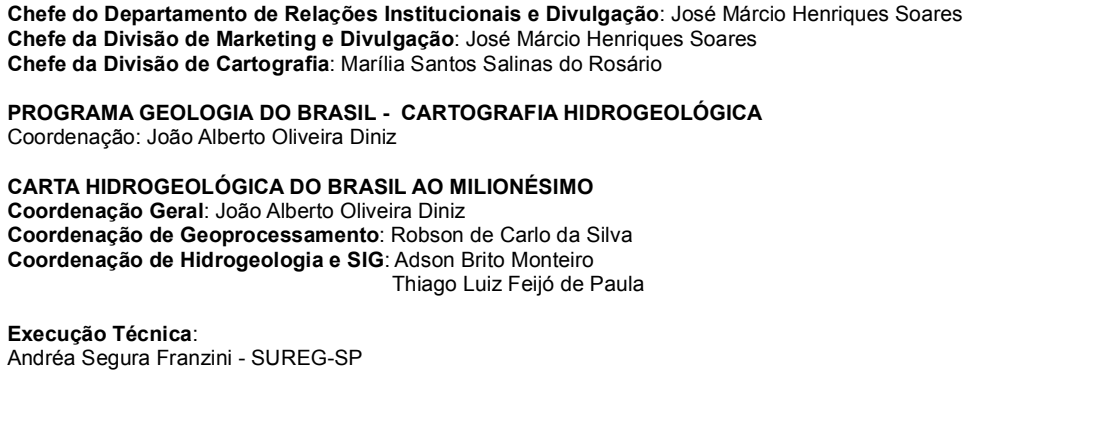 Chefe do Departamento de Relações Institucionais e Divulgação: José Márcio Henriques Soares
Chefe da Divisão de Marketing e Divulgação: José Márcio Henriques Soares
Chefe da Divisão de Cartografia: Marília Santos Salinas do Rosário
PROGRAMA GEOLOGIA DO BRASIL - CARTOGRAFIA HIDROGEOLÓGICA
Coordenação: João Alberto Oliveira Diniz
CARTA HIDROGEOLÓGICA DO BRASIL AO MILIONÉSIMO
Coordenação Geral: João Alberto Oliveira Diniz
Coordenação de Geoprocessamento: Robson de Carlo da Silva
Coordenação de Hidrogeologia e SIG: Adson Brito Monteiro
Thiago Luiz Feijó de Paula
Execução Técnica:
Andréa Segura Franzini - SUREG-SP